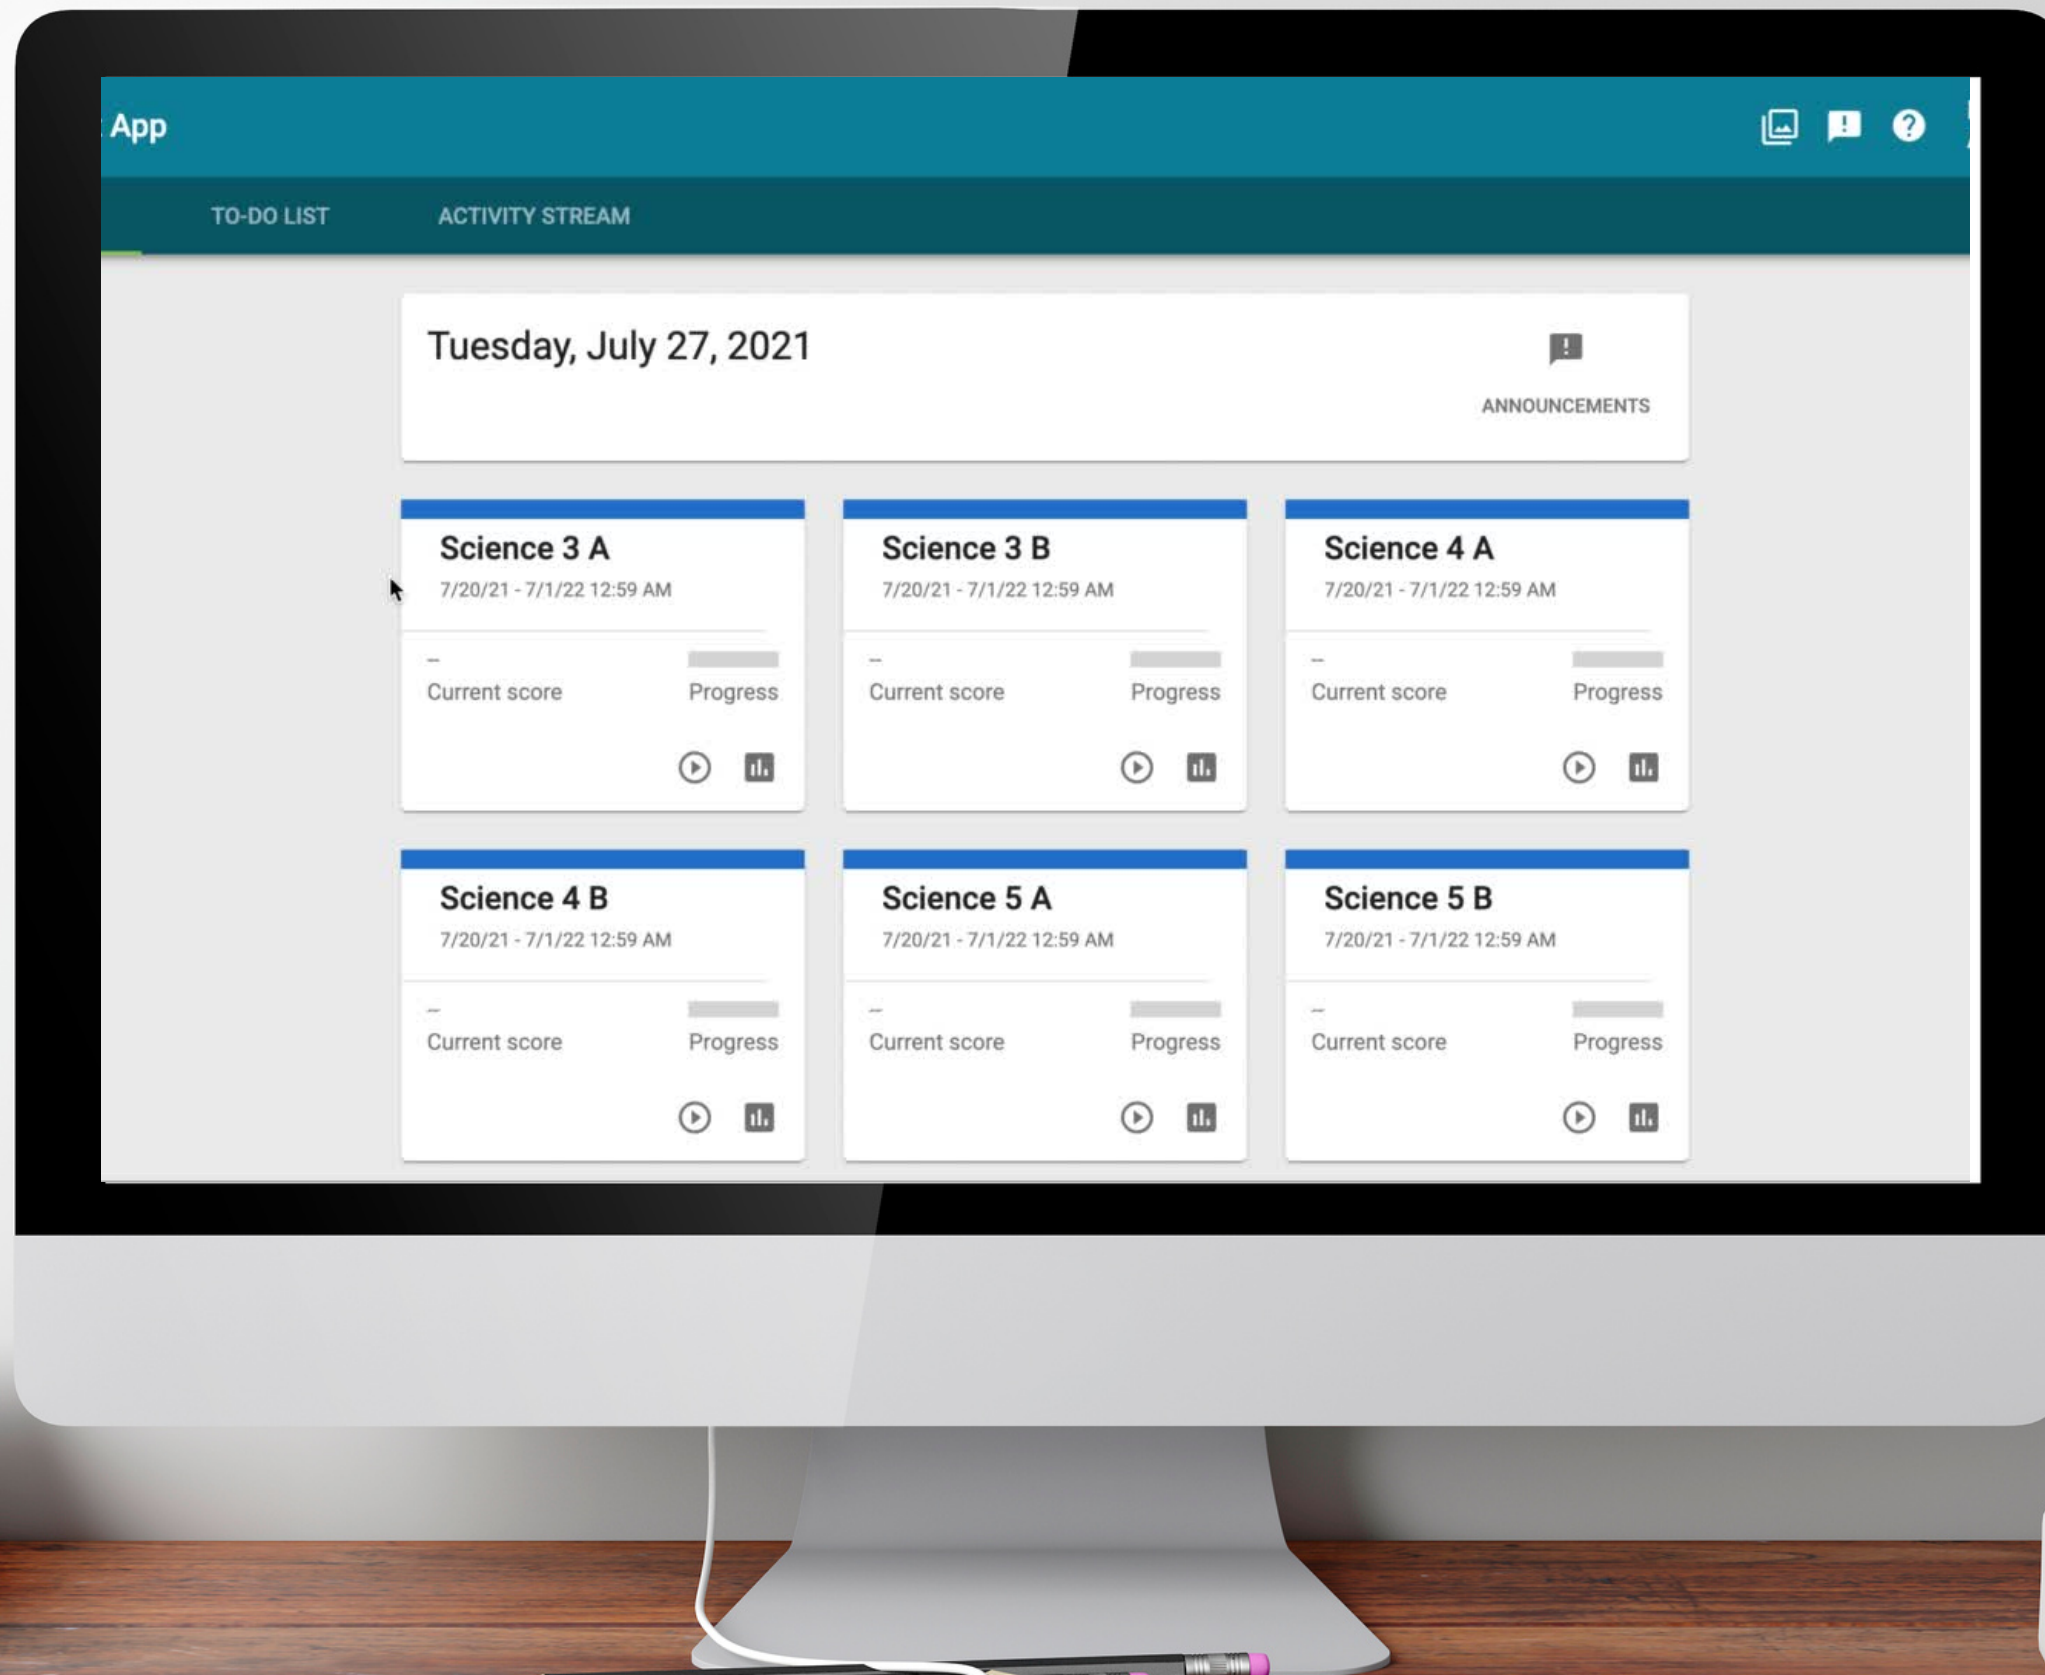 App
TO-DO LIST
ACTIVITY STREAM
Tuesday, July 27, 2021
ANNOUNCEMENTS
Science 3 A
7/20/21 - 7/1/22 12:59 AM
--
Current score
Progress
Science 3 B
7/20/21 - 7/1/22 12:59 AM
--
Current score
Progress
Science 4 A
7/20/21 - 7/1/22 12:59 AM
--
Current score
Progress
Science 4 B
7/20/21 - 7/1/22 12:59 AM
--
Current score
Progress
Science 5 A
7/20/21 - 7/1/22 12:59 AM
--
Current score
Progress
Science 5 B
7/20/21 - 7/1/22 12:59 AM
--
Current score
Progress